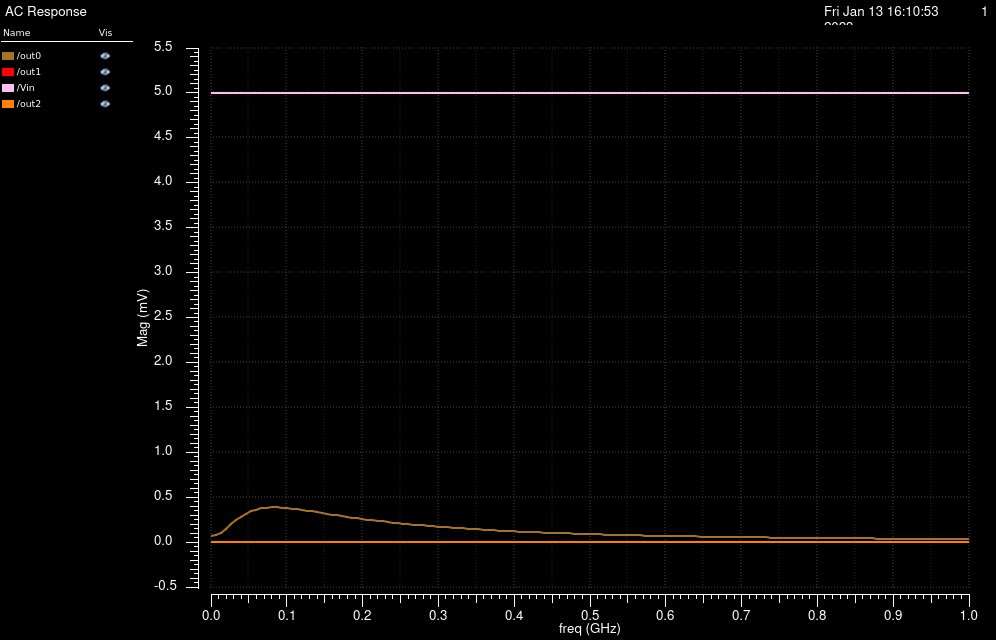 AC Response
Fri Jan 13 16:10:53 1
Name Vis
/out0
/out1
/Vin
/out2
5.5
5.0
4.5
4.0
3.5
3.0
2.5
2.0
1.5
1.0
0.5
0.0
-0.5
Mag (mV)
0.0 0.1 0.2 0.3 0.4 0.5 0.6 0.7 0.8 0.9 1.0
freq (GHz)